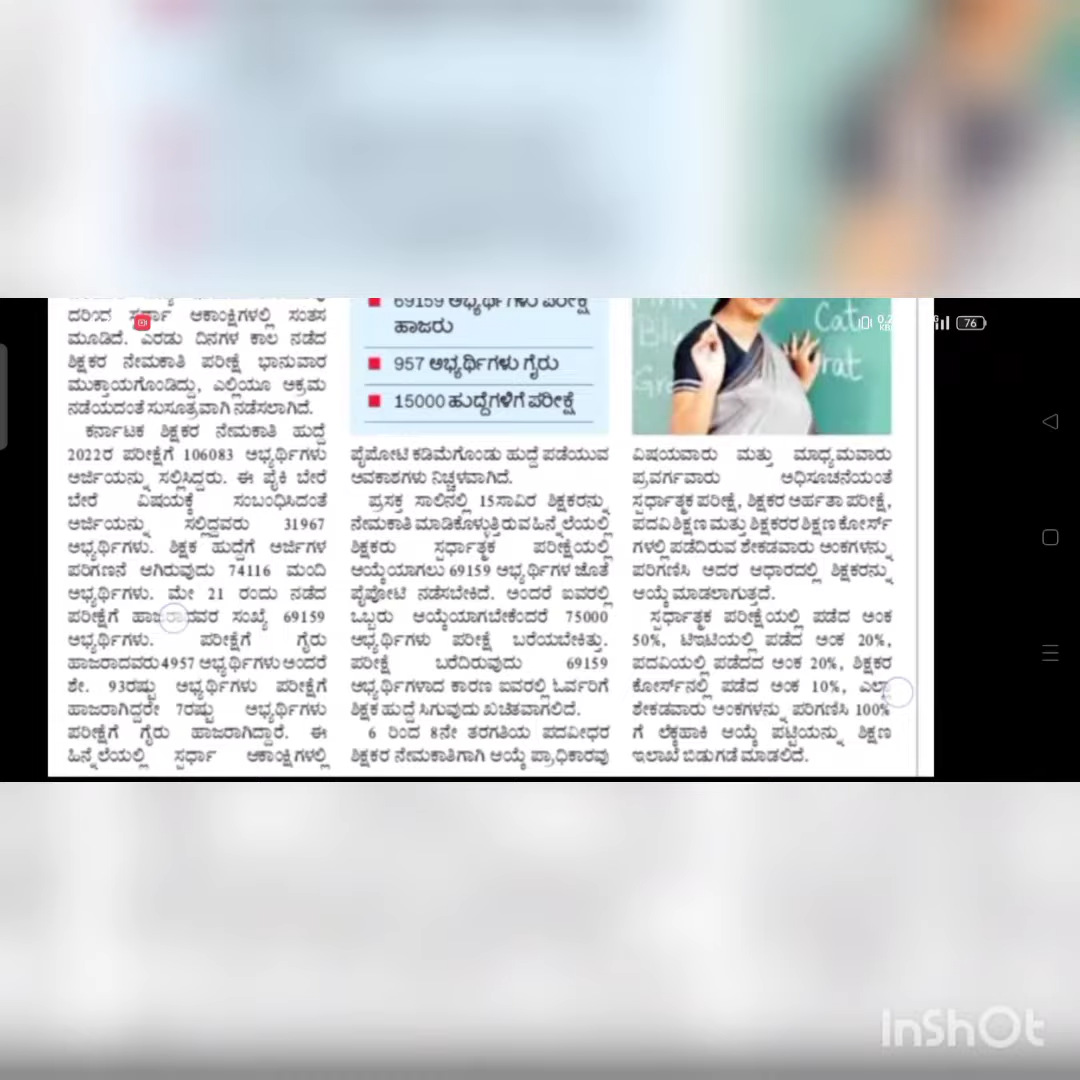 ದರಿಂದ ಸ್ಪರ್ಧಾ ಆಕಾಂಕ್ಷಿಗಳಲ್ಲಿ ಸಂತಸ
ಮೂಡಿದೆ. ಎರಡು ದಿನಗಳ ಕಾಲ ನಡೆದ
ಶಿಕ್ಷಕರ ನೇಮಕಾತಿ ಪರೀಕ್ಷೆ ಭಾನುವಾರ
ಮುಕ್ತಾಯಗೊಂಡಿದ್ದು, ಎಲ್ಲಿಯೂ ಅಕ್ರಮ
ನಡೆಯದಂತೆ ಸುಸೂತ್ರವಾಗಿ ನಡೆಸಲಾಗಿದೆ.
ಕರ್ನಾಟಕ ಶಿಕ್ಷಕರ ನೇಮಕಾತಿ ಹುದ್ದೆ
2022ರ ಪರೀಕ್ಷೆಗೆ 106083 ಅಭ್ಯರ್ಥಿಗಳು
ಅರ್ಜಿಯನ್ನು ಸಲ್ಲಿಸಿದ್ದರು. ಈ ಪೈಕಿ ಬೇರೆ
ಬೇರೆ ವಿಷಯಕ್ಕೆ ಸಂಬಂಧಿಸಿದಂತೆ
ಅರ್ಜಿಯನ್ನು ಸಲ್ಲಿದ್ದವರು 31967
ಅಭ್ಯರ್ಥಿಗಳು. ಶಿಕ್ಷಕ ಹುದ್ದೆಗೆ ಅರ್ಜಿಗಳ
ಪರಿಗಣನೆ ಆಗಿರುವುದು 74116 ಮಂದಿ
ಅಭ್ಯರ್ಥಿಗಳು. ಮೇ 21 ರಂದು ನಡೆದ
ಪರೀಕ್ಷೆಗೆ ಹಾಜರಾದವರ ಸಂಖ್ಯೆ 69159
ಅಭ್ಯರ್ಥಿಗಳು. ಪರೀಕ್ಷೆಗೆ ಗೈರು
ಹಾಜರಾದವರು 4957 ಅಭ್ಯರ್ಥಿಗಳು ಅಂದರೆ
ಶೇ. 93ರಷ್ಟು ಅಭ್ಯರ್ಥಿಗಳು ಪರೀಕ್ಷೆಗೆ
ಹಾಜರಾಗಿದ್ದರೇ 7ರಷ್ಟು ಅಭ್ಯರ್ಥಿಗಳು
ಪರೀಕ್ಷೆಗೆ ಗೈರು ಹಾಜರಾಗಿದ್ದಾರೆ. ಈ
ಹಿನ್ನೆಲೆಯಲ್ಲಿ ಸ್ಪರ್ಧಾ ಆಕಾಂಕ್ಷಿಗಳಲ್ಲಿ
69159 ಅಭ್ಯರ್ಥಿಗಳು ಪರೀಕ್ಷೆ
ಹಾಜರು
957 ಅಭ್ಯರ್ಥಿಗಳು ಗೈರು
15000 ಹುದ್ದೆಗಳಿಗೆ ಪರೀಕ್ಷೆ
ಪೈಪೋಟಿ ಕಡಿಮೆಗೊಂಡು ಹುದ್ದೆ ಪಡೆಯುವ
ಅವಕಾಶಗಳು ನಿಚ್ಚಳವಾಗಿದೆ.
ಪ್ರಸಕ್ತ ಸಾಲಿನಲ್ಲಿ 15ಸಾವಿರ ಶಿಕ್ಷಕರನ್ನು
ನೇಮಕಾತಿ ಮಾಡಿಕೊಳ್ಳುತ್ತಿರುವ ಹಿನ್ನೆಲೆಯಲ್ಲಿ
ಶಿಕ್ಷಕರು ಸ್ಪರ್ಧಾತ್ಮಕ ಪರೀಕ್ಷೆಯಲ್ಲಿ
ಆಯ್ಕೆಯಾಗಲು 69159 ಅಭ್ಯರ್ಥಿಗಳ ಜೊತೆ
ಪೈಪೋಟಿ ನಡೆಸಬೇಕಿದೆ. ಅಂದರೆ ಐವರಲ್ಲಿ
ಒಬ್ಬರು ಆಯ್ಕೆಯಾಗಬೇಕೆಂದರೆ 75000
ಅಭ್ಯರ್ಥಿಗಳು ಪರೀಕ್ಷೆ ಬರೆಯಬೇಕಿತ್ತು.
ಪರೀಕ್ಷೆ ಬರೆದಿರುವುದು 69159
ಅಭ್ಯರ್ಥಿಗಳಾದ ಕಾರಣ ಐವರಲ್ಲಿ ಓರ್ವರಿಗೆ
ಶಿಕ್ಷಕ ಹುದ್ದೆ ಸಿಗುವುದು ಖಚಿತವಾಗಲಿದೆ.
6 ರಿಂದ 8ನೇ ತರಗತಿಯ ಪದವೀಧರ
ಶಿಕ್ಷಕರ ನೇಮಕಾತಿಗಾಗಿ ಆಯ್ಕೆ ಪ್ರಾಧಿಕಾರವು
Cat
rat
Gra
ವಿಷಯವಾರು ಮತ್ತು ಮಾಧ್ಯಮವಾರು
ಪ್ರವರ್ಗವಾರು ಅಧಿಸೂಚನೆಯಂತೆ
ಸ್ಪರ್ಧಾತ್ಮಕ ಪರೀಕ್ಷೆ, ಶಿಕ್ಷಕರ ಅರ್ಹತಾ ಪರೀಕ್ಷೆ,
ಪದವಿ ಶಿಕ್ಷಣ ಮತ್ತು ಶಿಕ್ಷಕರ ಶಿಕ್ಷಣ ಕೋರ್ಸ್
ಗಳಲ್ಲಿ ಪಡೆದಿರುವ ಶೇಕಡವಾರು ಅಂಕಗಳನ್ನು
ಪರಿಗಣಿಸಿ ಅದರ ಆಧಾರದಲ್ಲಿ ಶಿಕ್ಷಕರನ್ನು
ಆಯ್ಕೆ ಮಾಡಲಾಗುತ್ತದೆ.
ಸ್ಪರ್ಧಾತ್ಮಕ ಪರೀಕ್ಷೆಯಲ್ಲಿ ಪಡೆದ ಅಂಕ
50%, ಟಿಇಟಿಯಲ್ಲಿ ಪಡೆದ ಅಂಕ 20%,
ಪದವಿಯಲ್ಲಿ ಪಡೆದದ ಅಂಕ 20%, ಶಿಕ್ಷಕರ
ಕೋರ್ಸ್‌ನಲ್ಲಿ ಪಡೆದ ಅಂಕ 10%, ಎಲ್ಲಾ
ಶೇಕಡವಾರು ಅಂಕಗಳನ್ನು ಪರಿಗಣಿಸಿ 100%
ಗೆ ಲೆಕ್ಕಹಾಕಿ ಆಯ್ಕೆ ಪಟ್ಟಿಯನ್ನು ಶಿಕ್ಷಣ
ಇಲಾಖೆ ಬಿಡುಗಡೆ ಮಾಡಲಿದೆ.
76
InShOt